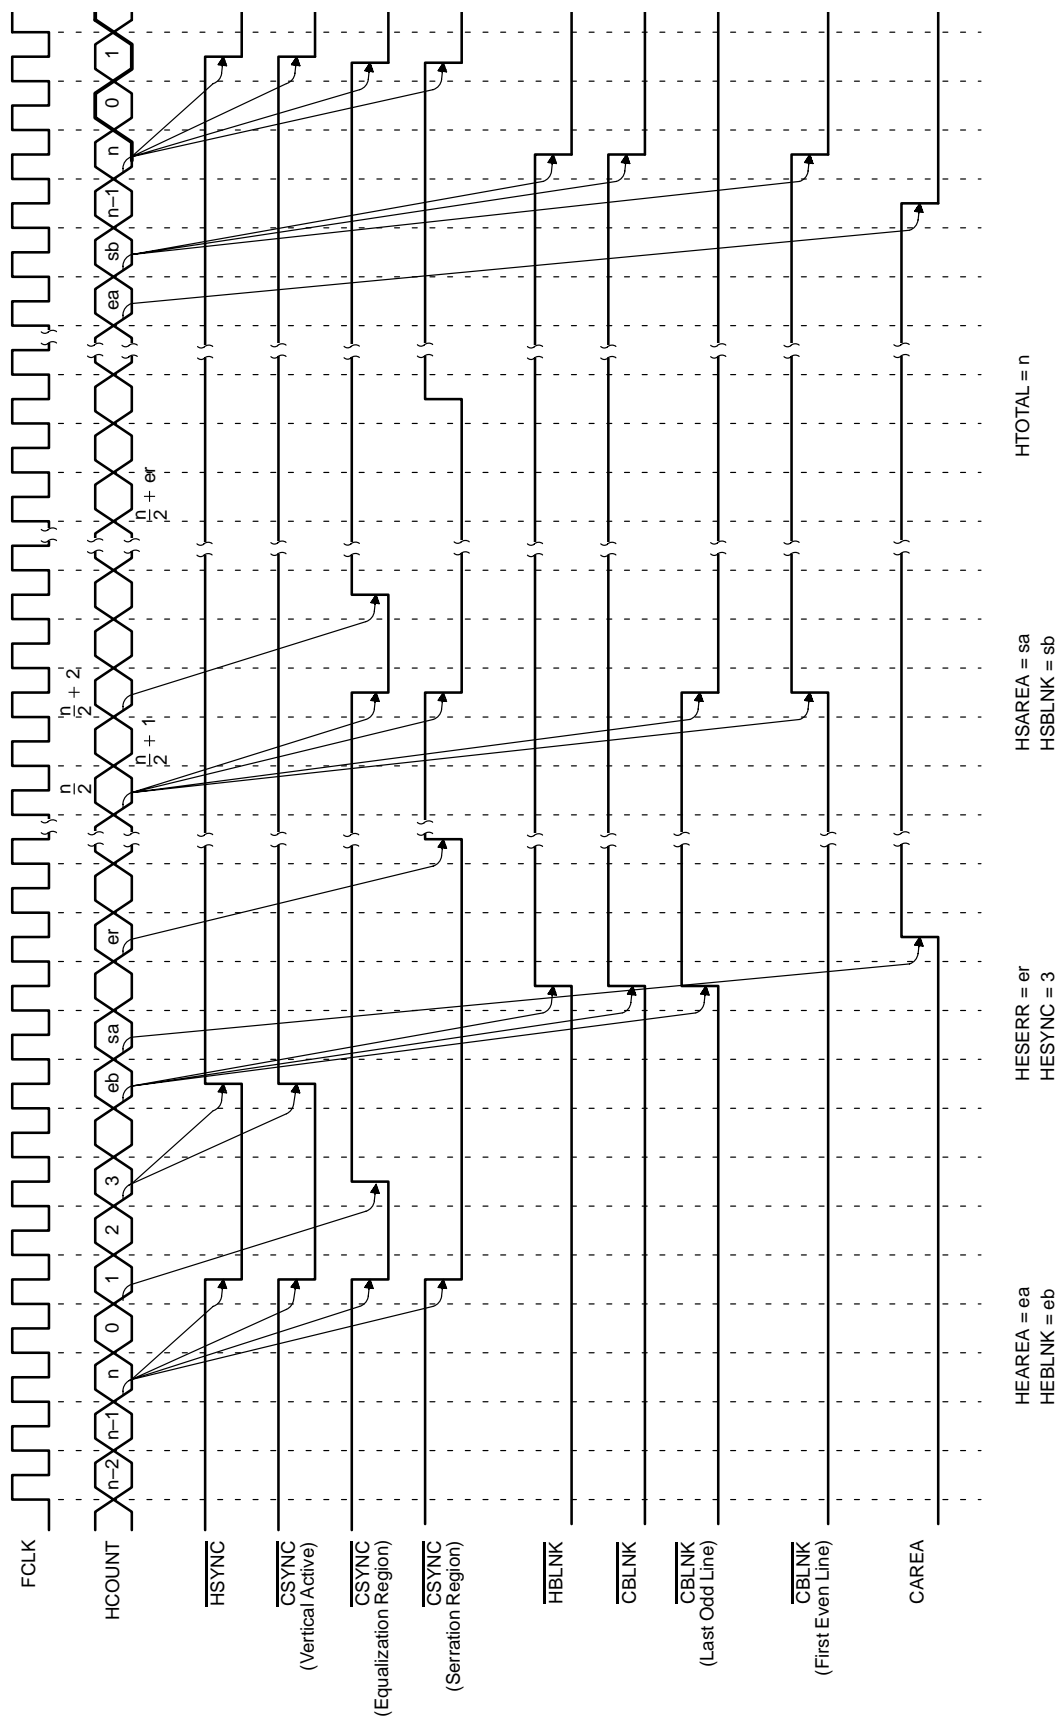 FCLK
HCOUNT
n–2 n–1 n 0 1 2 3 eb sa er n/2 n/2 + 1 n/2 + 2 n/2 + er ea sb n–1 n 0 1
HSYNC
CSYNC
(Vertical Active)
CSYNC
(Equalization Region)
CSYNC
(Serration Region)
HBLNK
CBLNK
CBLNK
(Last Odd Line)
CBLNK
(First Even Line)
CAREA
HEAREA = ea
HEBLNK = eb
HESERR = er
HESYNC = 3
HSAREA = sa
HSBLNK = sb
HTOTAL = n